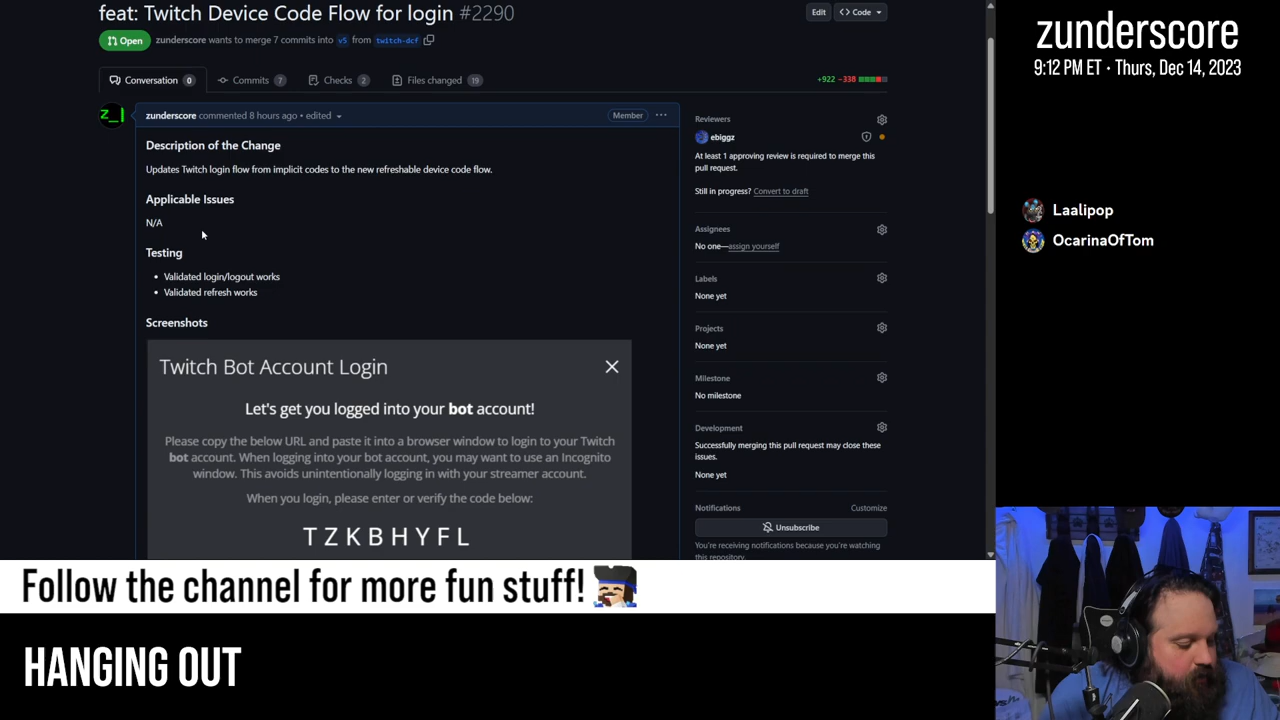 feat: Twitch Device Code Flow for login #2290
Edit
<> Code
Open
zunderscore wants to merge 7 commits into v5 from twitch-dcf
Conversation 0
Commits 7
Checks 2
Files changed 19
+922 −338
zunderscore commented 8 hours ago • edited
Member
Description of the Change
Updates Twitch login flow from implicit codes to the new refreshable device code flow.
Applicable Issues
N/A
Testing
• Validated login/logout works
• Validated refresh works
Screenshots
Twitch Bot Account Login
Let's get you logged into your bot account!
Please copy the below URL and paste it into a browser window to login to your Twitch
bot account. When logging into your bot account, you may want to use an Incognito
window. This avoids unintentionally logging in with your streamer account.
When you login, please enter or verify the code below:
TZKBHYFL
Reviewers
ebiggz
At least 1 approving review is required to merge this
pull request.
Still in progress? Convert to draft
Assignees
No one—assign yourself
Labels
None yet
Projects
None yet
Milestone
No milestone
Development
Successfully merging this pull request may close these
issues.
None yet
Notifications
Customize
Unsubscribe
You're receiving notifications because you're watching
this repository.
zunderscore
9:12 PM ET • Thurs, Dec 14, 2023
Laalipop
OcarinaOfTom
Follow the channel for more fun stuff!
HANGING OUT